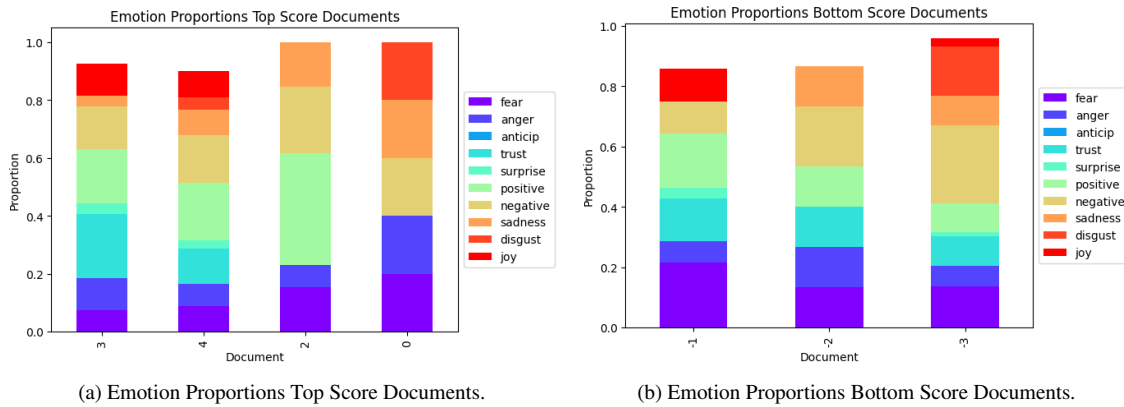 Emotion Proportions Top Score Documents
1.0
0.8
0.6
0.4
0.2
0.0
Proportion
3
4
2
0
Document
fear
anger
anticip
trust
surprise
positive
negative
sadness
disgust
joy
(a) Emotion Proportions Top Score Documents.
Emotion Proportions Bottom Score Documents
1.0
0.8
0.6
0.4
0.2
0.0
Proportion
-1
-2
-3
Document
fear
anger
anticip
trust
surprise
positive
negative
sadness
disgust
joy
(b) Emotion Proportions Bottom Score Documents.